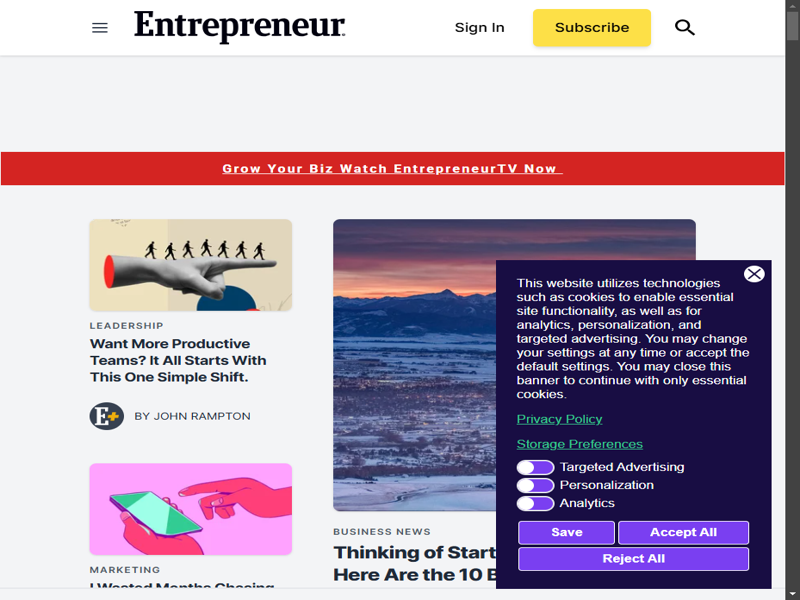 Entrepreneur
Sign In
Subscribe
Grow Your Biz Watch EntrepreneurTV Now
LEADERSHIP
Want More Productive
Teams? It All Starts With
This One Simple Shift.
E+
BY JOHN RAMPTON
MARKETING
I Wasted Months Chasing
BUSINESS NEWS
Thinking of Start
Here Are the 10 B
This website utilizes technologies
such as cookies to enable essential
site functionality, as well as for
analytics, personalization, and
targeted advertising. You may change
your settings at any time or accept the
default settings. You may close this
banner to continue with only essential
cookies.
Privacy Policy
Storage Preferences
Targeted Advertising
Personalization
Analytics
Save
Accept All
Reject All